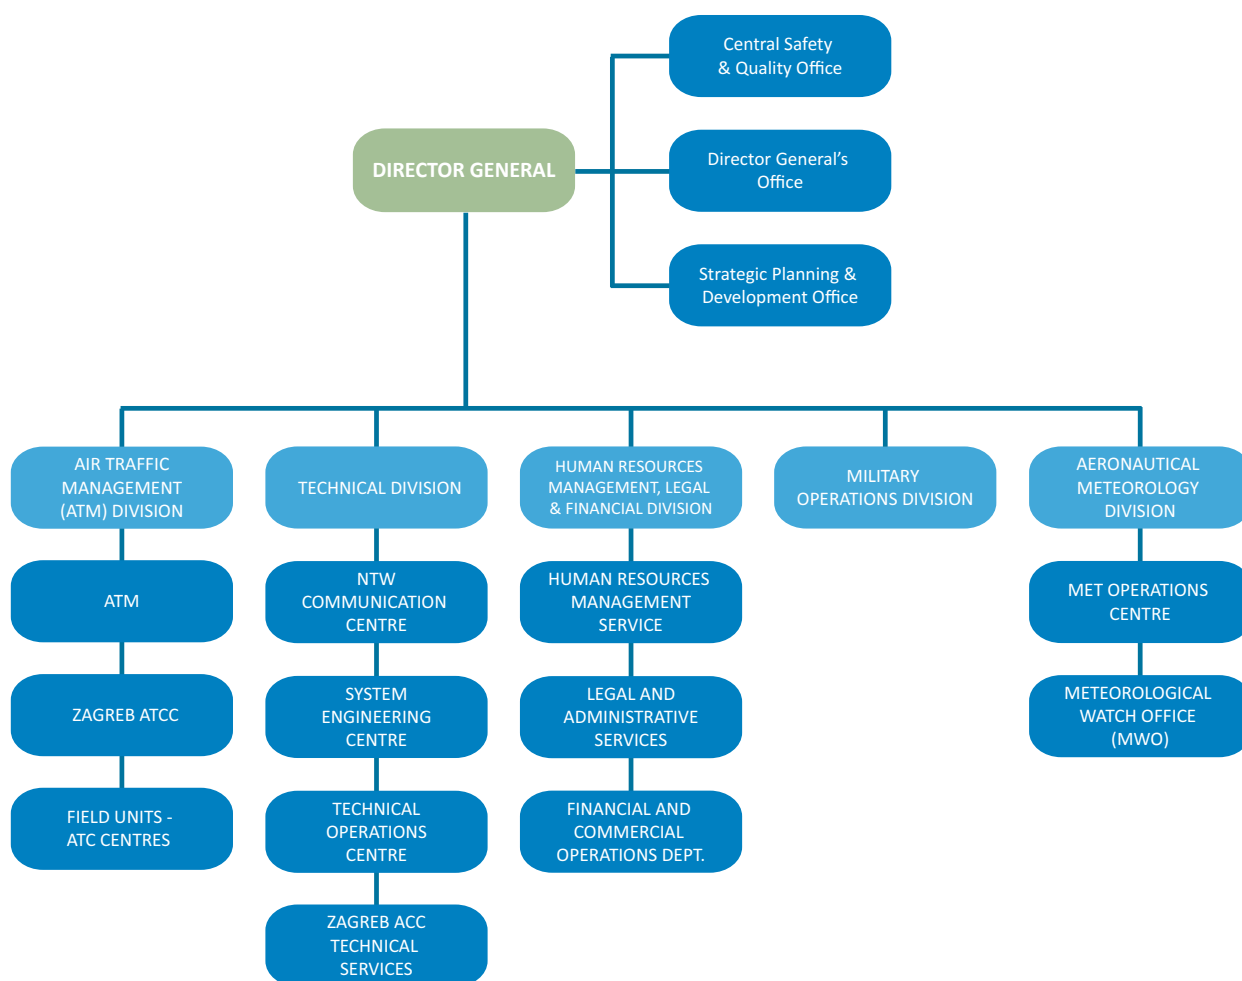 Central Safety
& Quality Office
DIRECTOR GENERAL
Director General’s
Office
Strategic Planning &
Development Office
AIR TRAFFIC
MANAGEMENT
(ATM) DIVISION
TECHNICAL DIVISION
HUMAN RESOURCES
MANAGEMENT, LEGAL
& FINANCIAL DIVISION
MILITARY
OPERATIONS DIVISION
AERONAUTICAL
METEOROLOGY
DIVISION
ATM
NTW
COMMUNICATION
CENTRE
HUMAN RESOURCES
MANAGEMENT
SERVICE
MET OPERATIONS
CENTRE
ZAGREB ATCC
SYSTEM
ENGINEERING
CENTRE
LEGAL AND
ADMINISTRATIVE
SERVICES
METEOROLOGICAL
WATCH OFFICE
(MWO)
FIELD UNITS -
ATC CENTRES
TECHNICAL
OPERATIONS
CENTRE
FINANCIAL AND
COMMERCIAL
OPERATIONS DEPT.
ZAGREB ACC
TECHNICAL
SERVICES